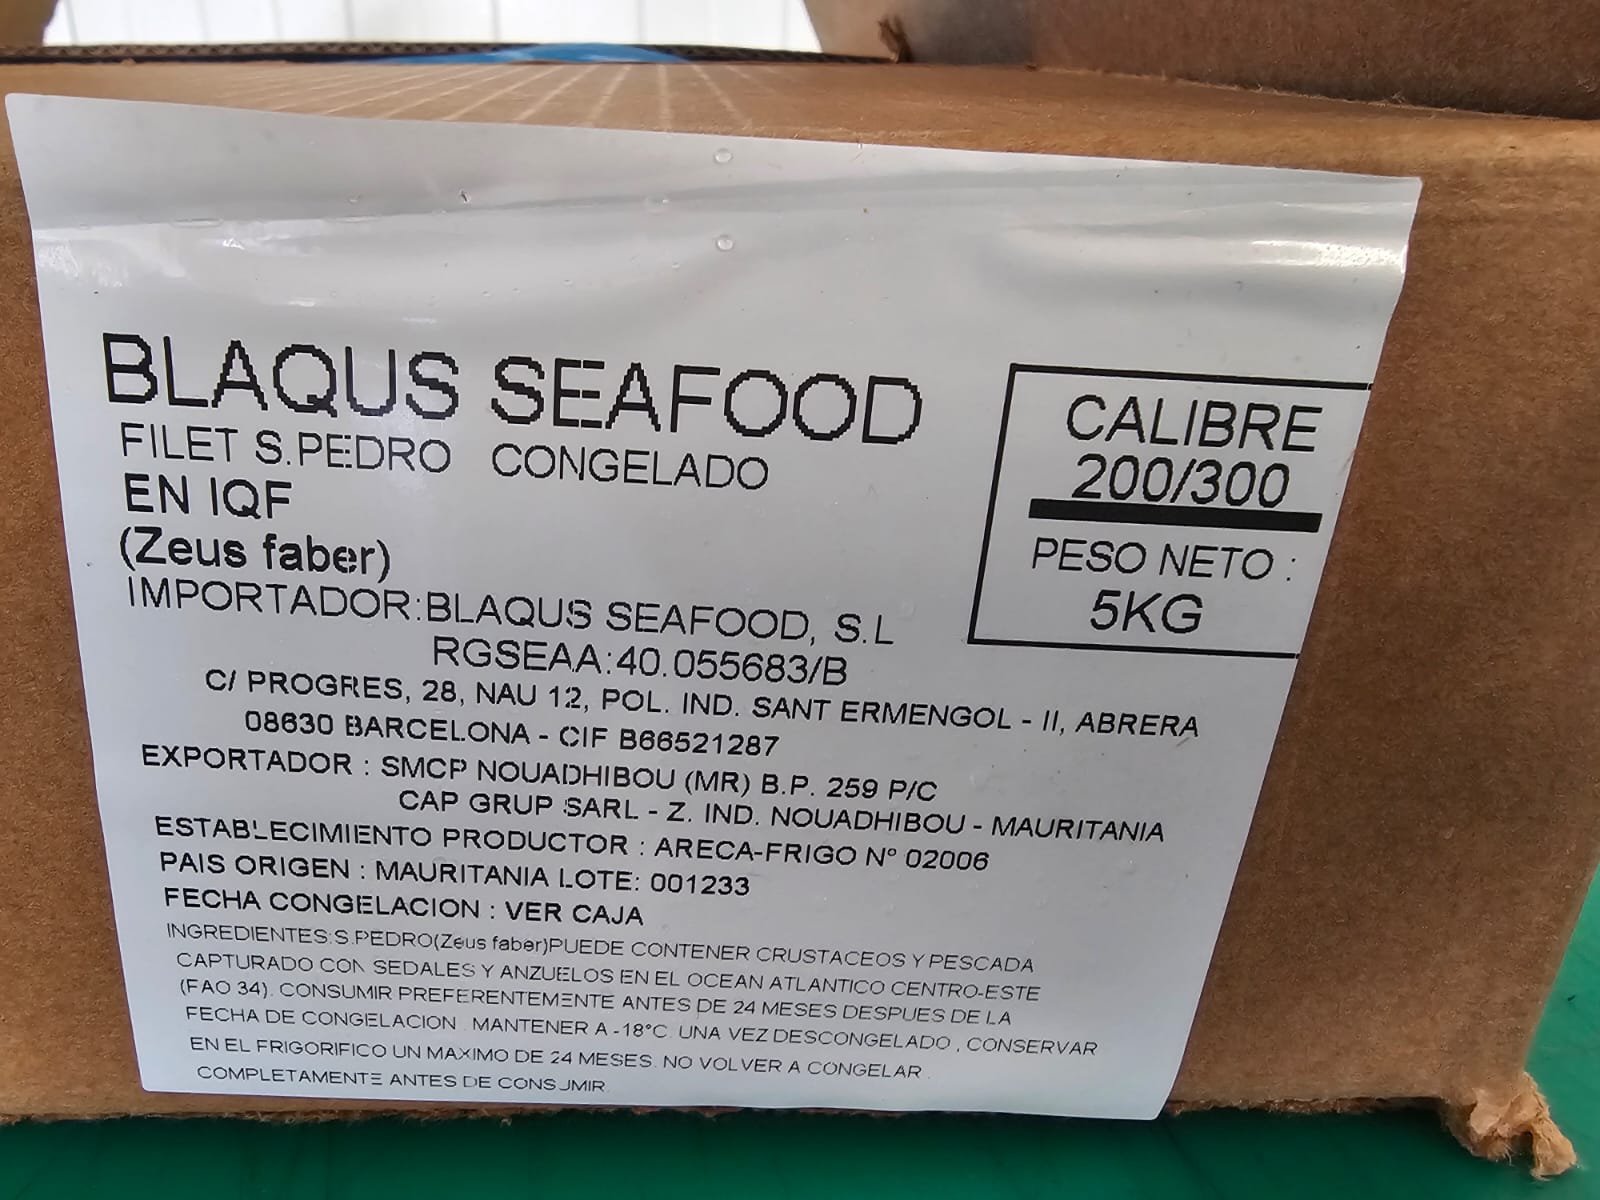 BLAQUS SEAFOOD
FILET S.PEDRO CONGELADO
EN IQF
(Zeus faber)
CALIBRE
200/300
PESO NETO :
5KG
IMPORTADOR:BLAQUS SEAFOOD, S.L
RGSEAA:40.055683/B
C/ PROGRES, 28, NAU 12, POL. IND. SANT ERMENGOL - II, ABRERA
08630 BARCELONA - CIF B66521287
EXPORTADOR : SMCP NOUADHIBOU (MR) B.P. 259 P/C
CAP GRUP SARL - Z. IND. NOUADHIBOU - MAURITANIA
ESTABLECIMIENTO PRODUCTOR : ARECA-FRIGO Nº 02006
PAIS ORIGEN : MAURITANIA LOTE: 001233
FECHA CONGELACION : VER CAJA
INGREDIENTES:S.PEDRO(Zeus faber)PUEDE CONTENER CRUSTACEOS Y PESCADA
CAPTURADO CON SEDALES Y ANZUELOS EN EL OCEAN ATLANTICO CENTRO-ESTE
(FAO 34). CONSUMIR PREFERENTEMENTE ANTES DE 24 MESES DESPUES DE LA
FECHA DE CONGELACION. MANTENER A -18°C. UNA VEZ DESCONGELADO , CONSERVAR
EN EL FRIGORIFICO UN MAXIMO DE 24 MESES. NO VOLVER A CONGELAR.
COMPLETAMENTE ANTES DE CONSUMIR.